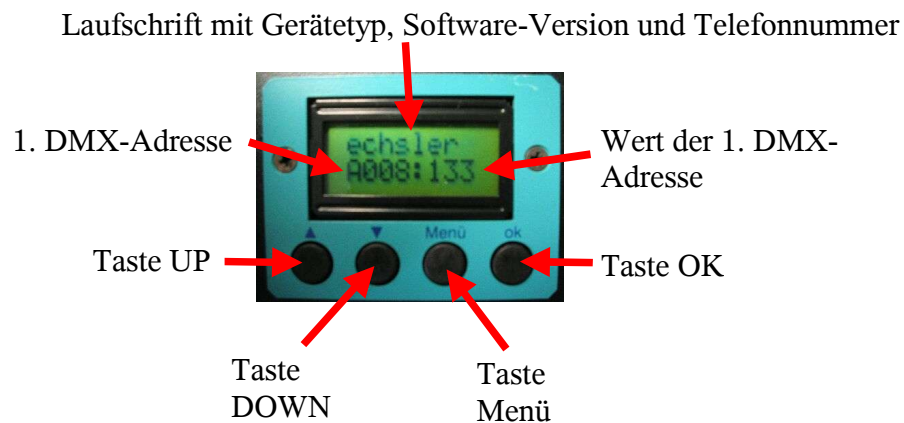 Laufschrift mit Gerätetyp, Software-Version und Telefonnummer
1. DMX-Adresse
echsler
A008:133
Wert der 1. DMX-
Adresse
▲ ▼ Menü ok
Taste UP
Taste OK
Taste
DOWN
Taste
Menü